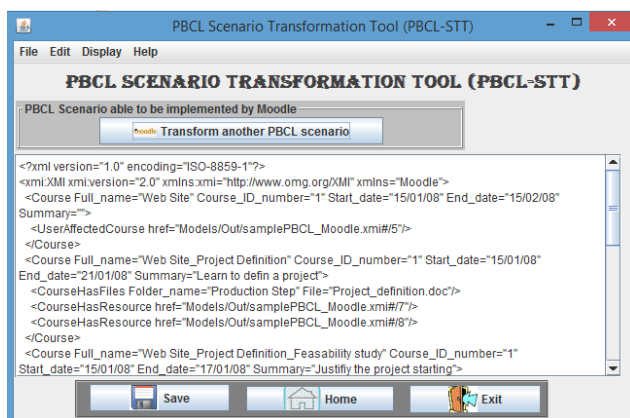 PBCL Scenario Transformation Tool (PBCL-STT)
File Edit Display Help
PBCL SCENARIO TRANSFORMATION TOOL (PBCL-STT)
PBCL Scenario able to be implemented by Moodle
moodle Transform another PBCL scenario
<?xml version="1.0" encoding="ISO-8859-1"?>
<xmi:XMI xmi:version="2.0" xmlns:xmi="http://www.omg.org/XMI" xmlns="Moodle">
<Course Full_name="Web Site" Course_ID_number="1" Start_date="15/01/08" End_date="15/02/08"
Summary="">
<UserAffectedCourse href="Models/Out/samplePBCL_Moodle.xmi#/5"/>
</Course>
<Course Full_name="Web Site_Project Definition" Course_ID_number="1" Start_date="15/01/08"
End_date="21/01/08" Summary="Learn to defin a project">
<CourseHasFiles Folder_name="Production Step" File="Project_definition.doc"/>
<CourseHasResource href="Models/Out/samplePBCL_Moodle.xmi#/7"/>
<CourseHasResource href="Models/Out/samplePBCL_Moodle.xmi#/8"/>
</Course>
<Course Full_name="Web Site_Project Definition_Feasability study" Course_ID_number="1"
Start_date="15/01/08" End_date="17/01/08" Summary="Justifiy the project starting">
Save Home Exit